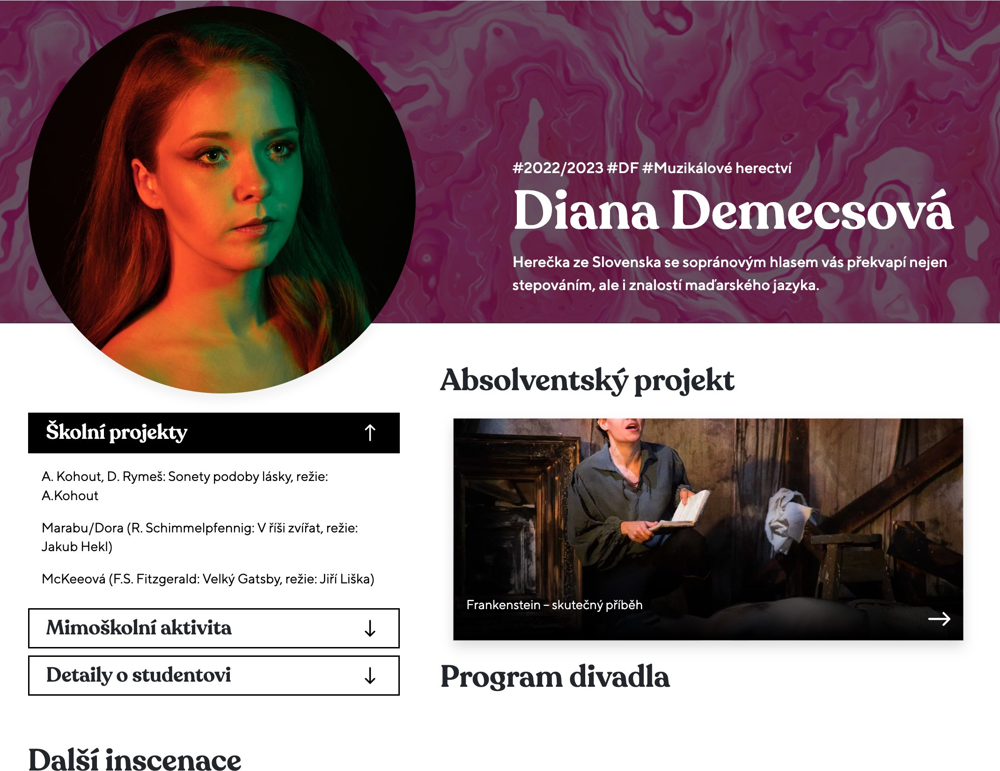 #2022/2023 #DF #Muzikálové herectví
Diana Demecsová
Herečka ze Slovenska se sopránovým hlasem vás překvapí nejen
stepováním, ale i znalostí maďarského jazyka.
Školní projekty
A. Kohout, D. Rymeš: Sonety podoby lásky, režie:
A.Kohout
Marabu/Dora (R. Schimmelpfennig: V říši zvířat, režie:
Jakub Hekl)
McKeeová (F.S. Fitzgerald: Velký Gatsby, režie: Jiří Liška)
Mimoškolní aktivita
Detaily o studentovi
Absolventský projekt
Frankenstein – skutečný příběh
Program divadla
Další inscenace